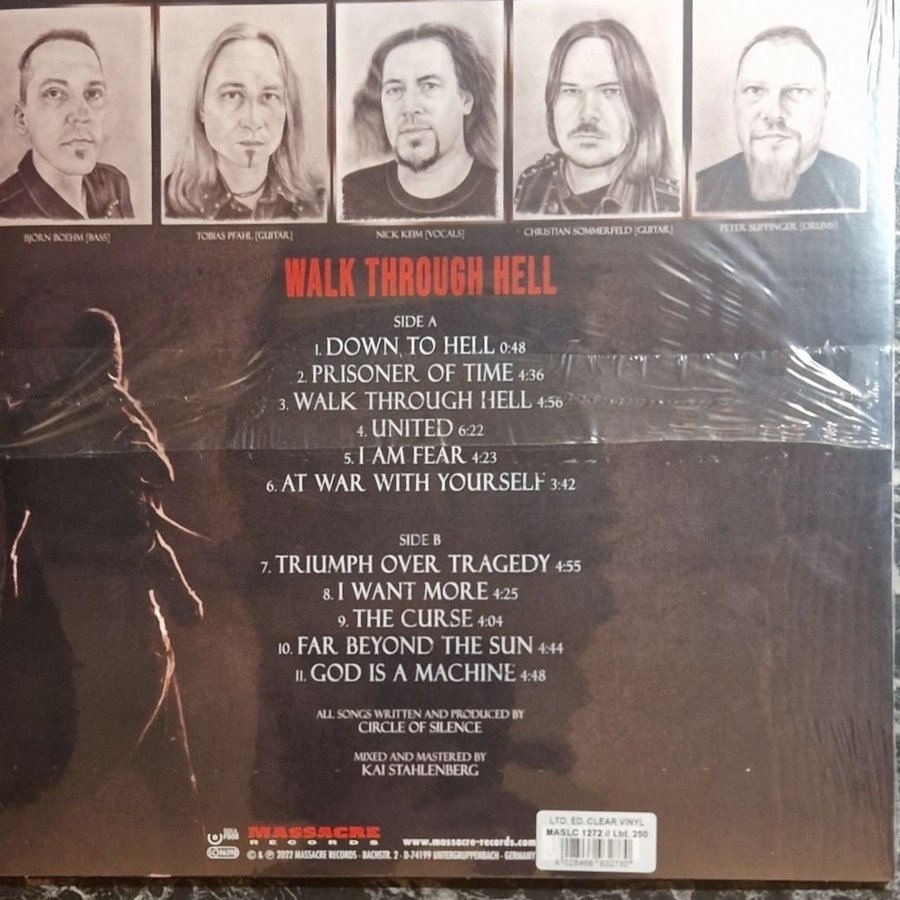 BJÖRN BOEHM [BASS]
TOBIAS PFAHL [GUITAR]
NICK KEIM [VOCALS]
CHRISTIAN SOMMERFELD [GUITAR]
PETER SUPPINGER [DRUMS]
WALK THROUGH HELL
SIDE A
1. DOWN TO HELL 0:48
2. PRISONER OF TIME 4:36
3. WALK THROUGH HELL 4:56
4. UNITED 6:22
5. I AM FEAR 4:23
6. AT WAR WITH YOURSELF 3:42
SIDE B
7. TRIUMPH OVER TRAGEDY 4:55
8. I WANT MORE 4:25
9. THE CURSE 4:04
10. FAR BEYOND THE SUN 4:44
11. GOD IS A MACHINE 4:48
ALL SONGS WRITTEN AND PRODUCED BY
CIRCLE OF SILENCE
MIXED AND MASTERED BY
KAI STAHLENBERG
SOUL FOOD
MASSACRE
RECORDS
www.massacre-records.com
© & ℗ 2022 MASSACRE RECORDS - BACHSTR. 2 - D-74199 UNTERGRUPPENBACH - GERMANY
LTD. ED. CLEAR VINYL
MASLC 1272 // Ltd. 250